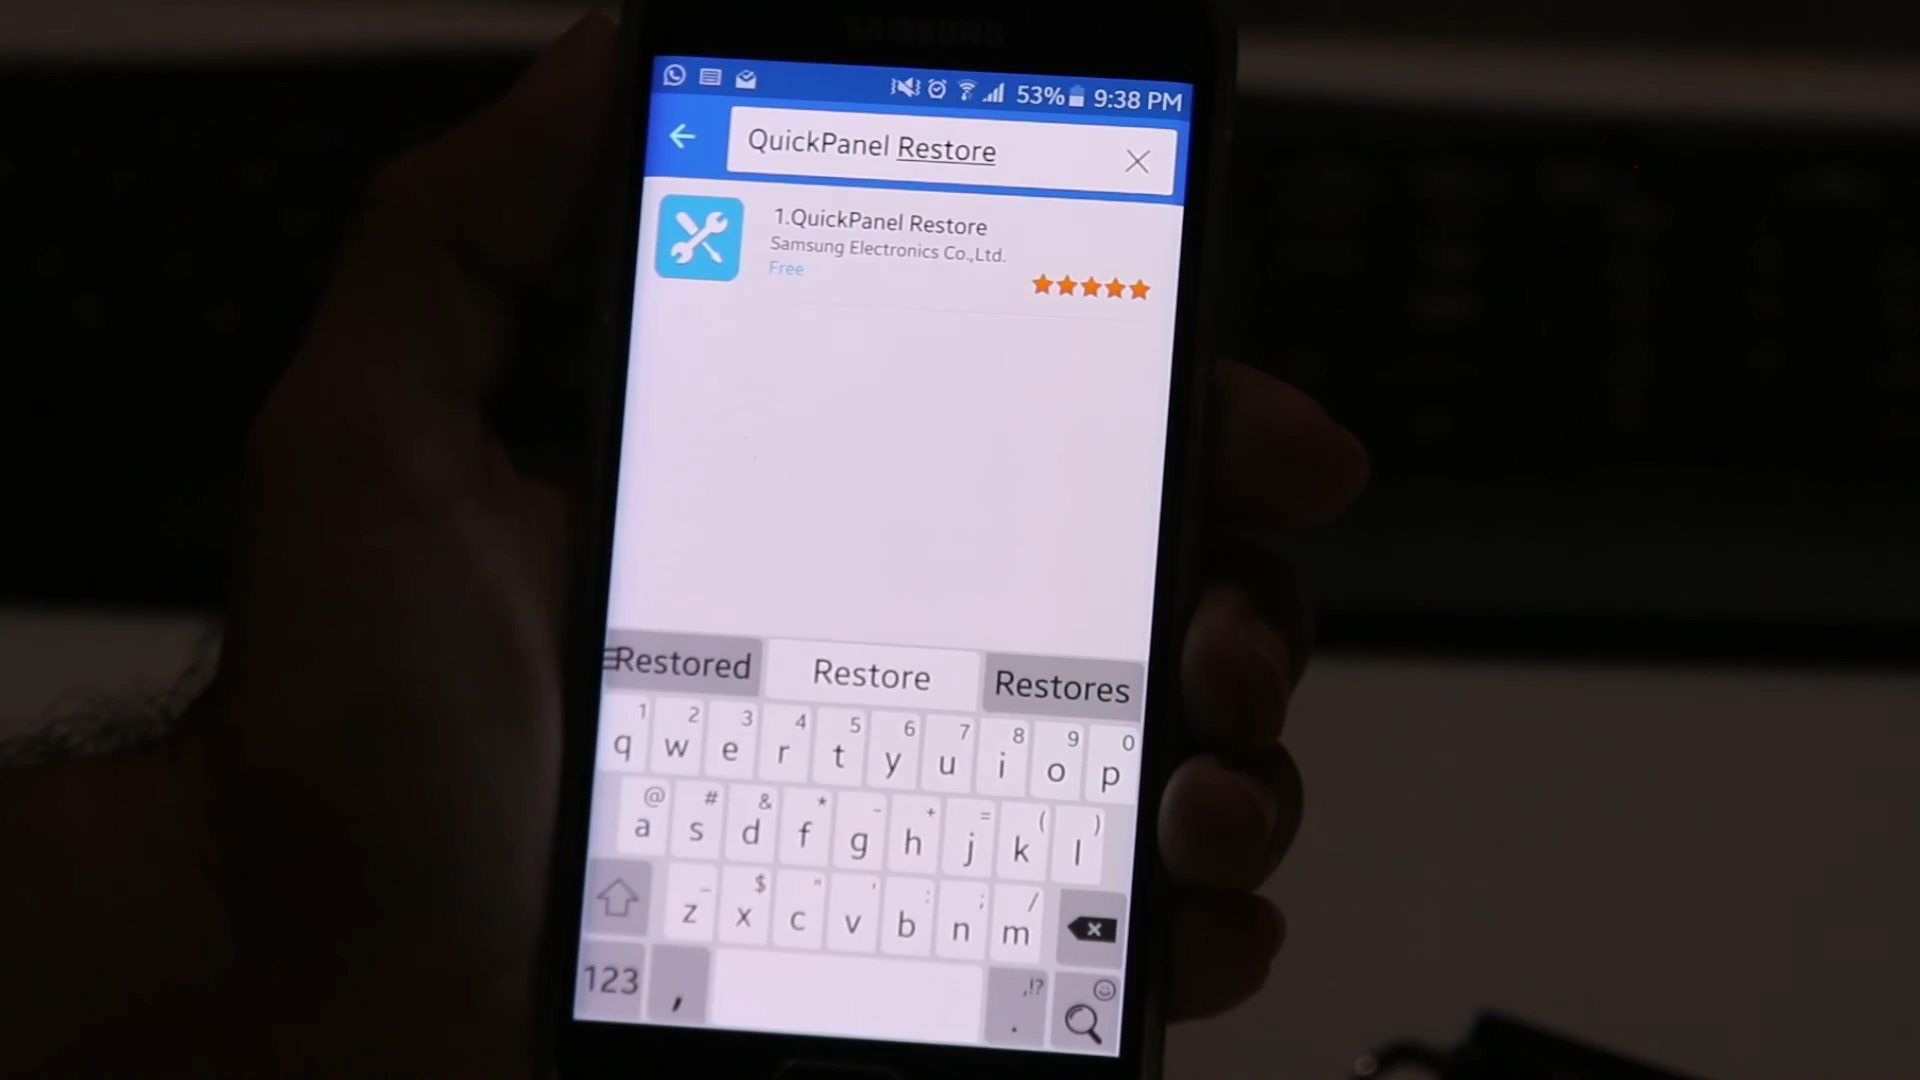 SAMSUNG
53% 9:38 PM
QuickPanel Restore
1.QuickPanel Restore
Samsung Electronics Co.,Ltd.
Free
Restored Restore Restores
1 2 3 4 5 6 7 8 9 0
q w e r t y u i o p
@ # & * - + = ( )
a s d f g h j k l
_ $ " ' : ; /
z x c v b n m
123 , ,!? .